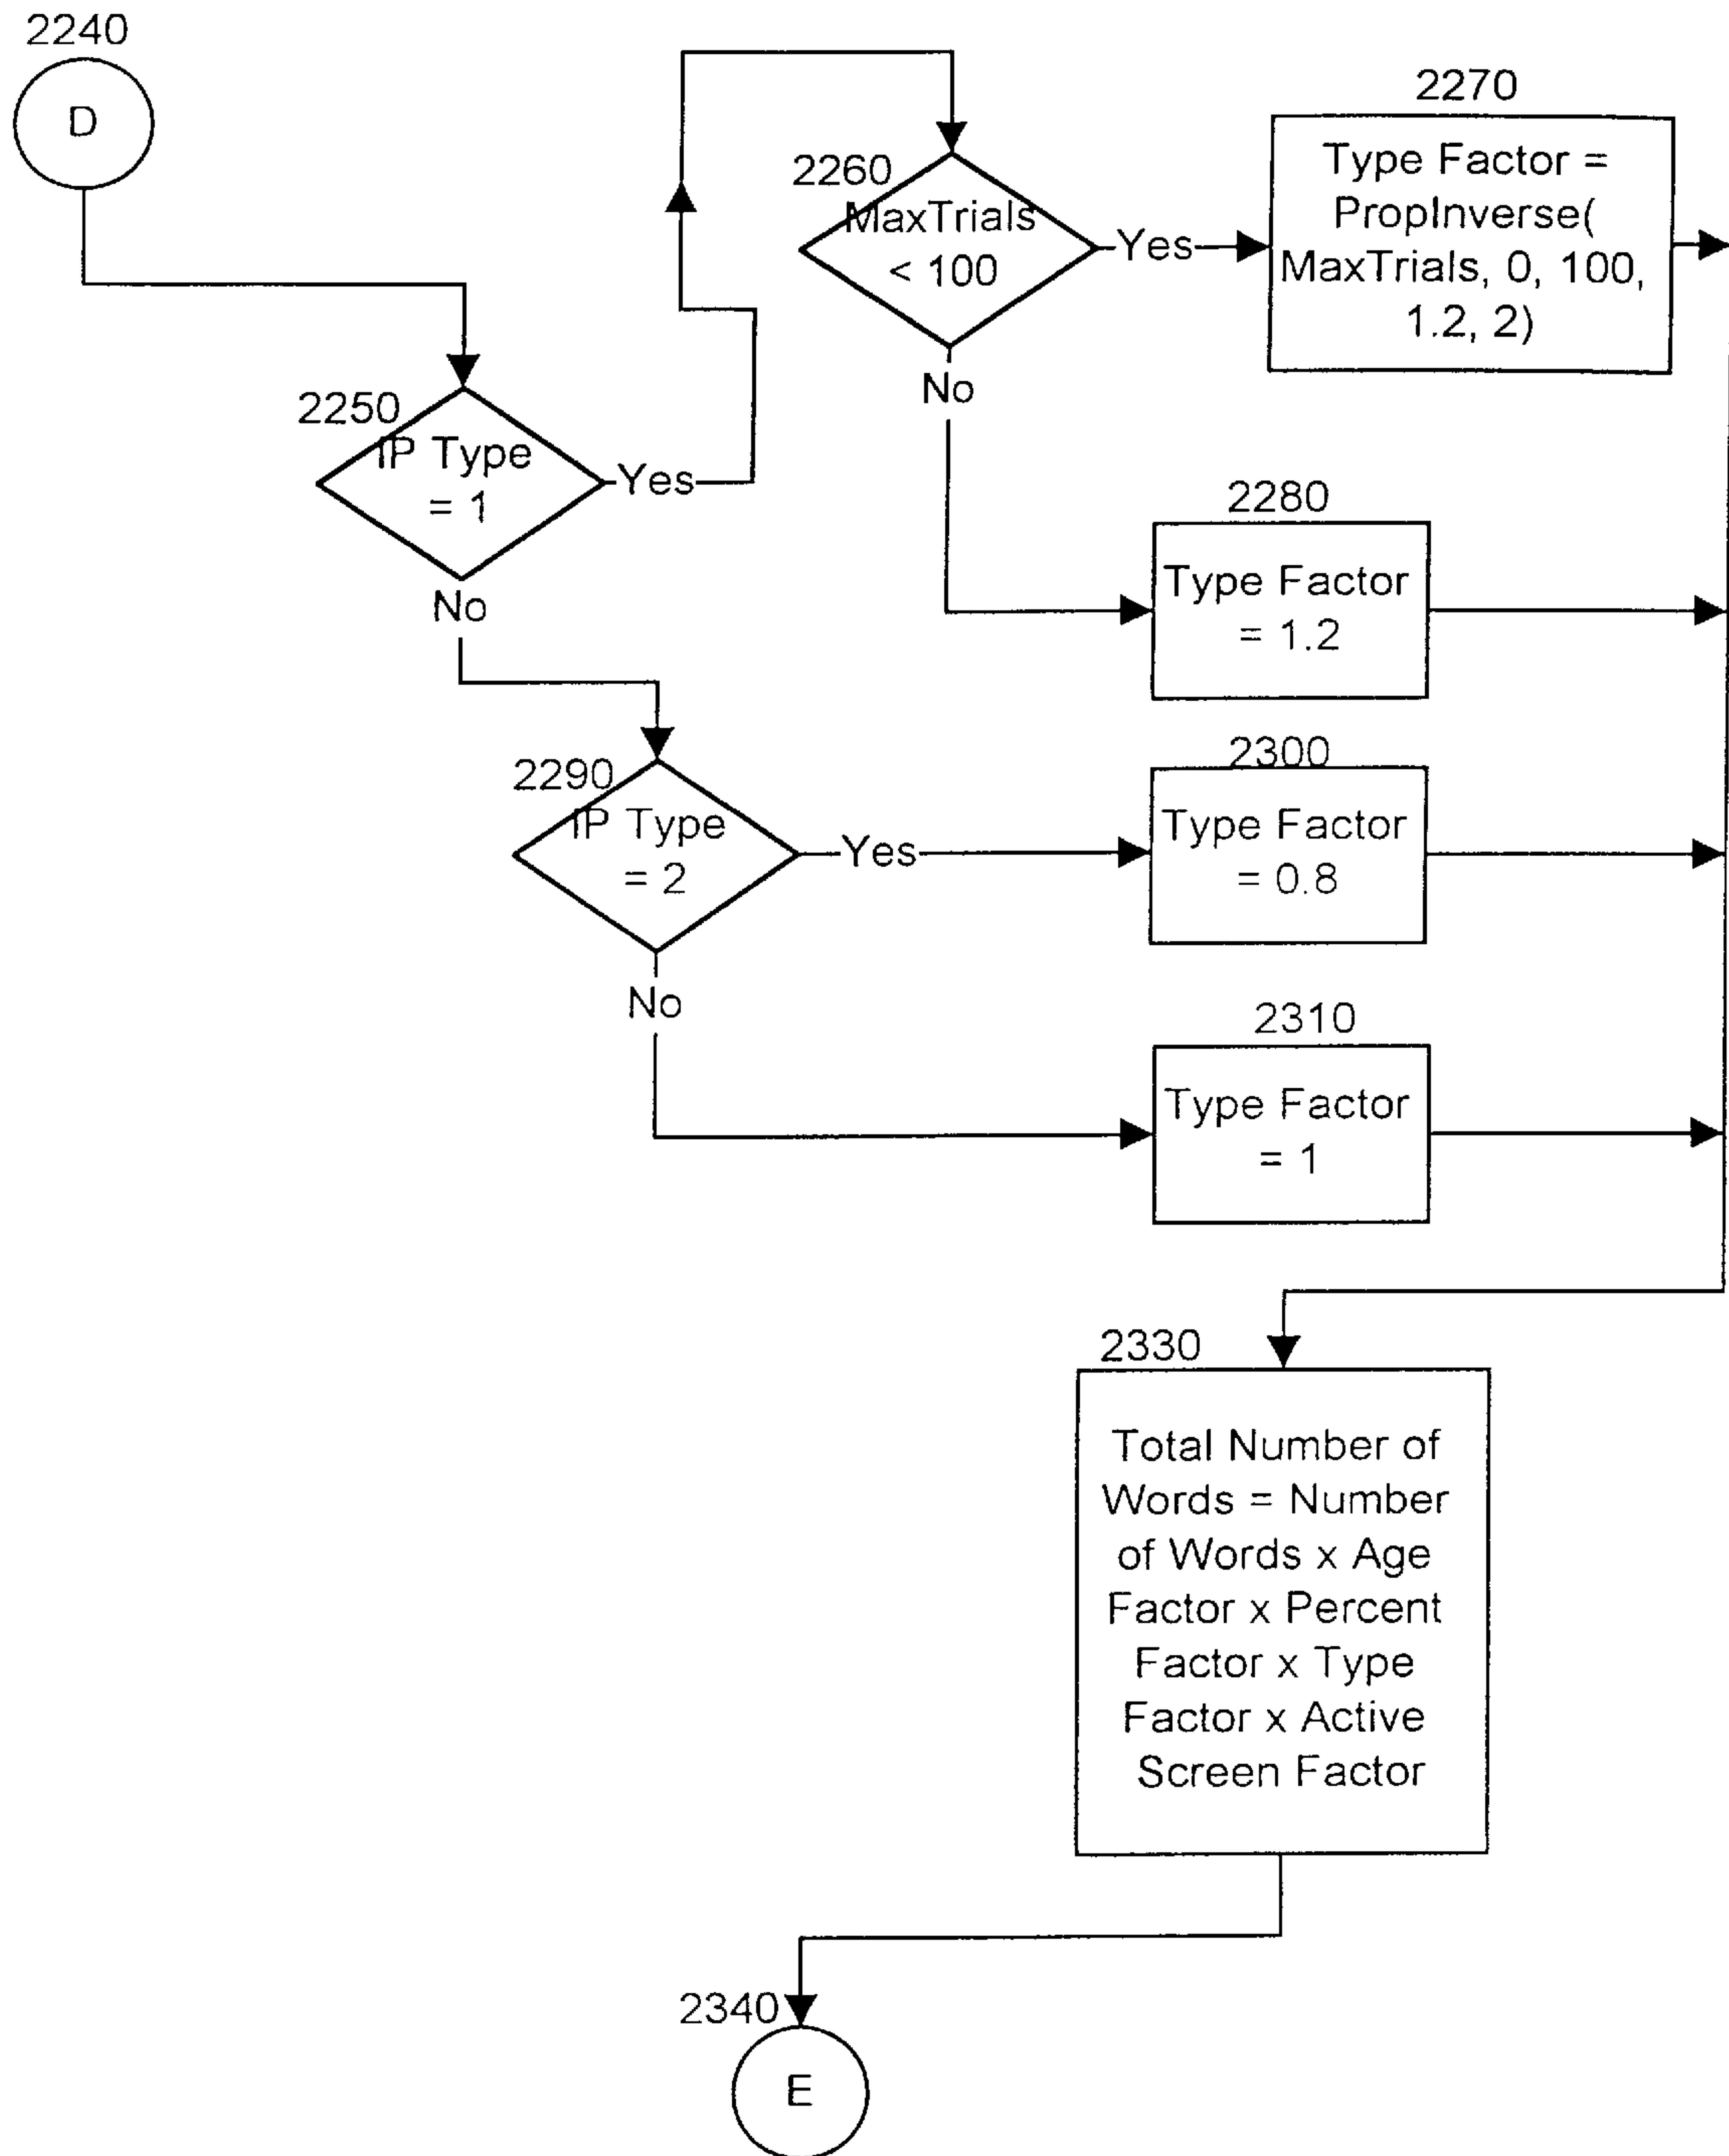 2240
D
2250
IP Type
= 1
Yes
No
2260
MaxTrials
< 100
Yes
No
2270
Type Factor =
PropInverse(
MaxTrials, 0, 100,
1.2, 2)
2280
Type Factor
= 1.2
2290
IP Type
= 2
Yes
No
2300
Type Factor
= 0.8
2310
Type Factor
= 1
2330
Total Number of
Words = Number
of Words x Age
Factor x Percent
Factor x Type
Factor x Active
Screen Factor
2340
E